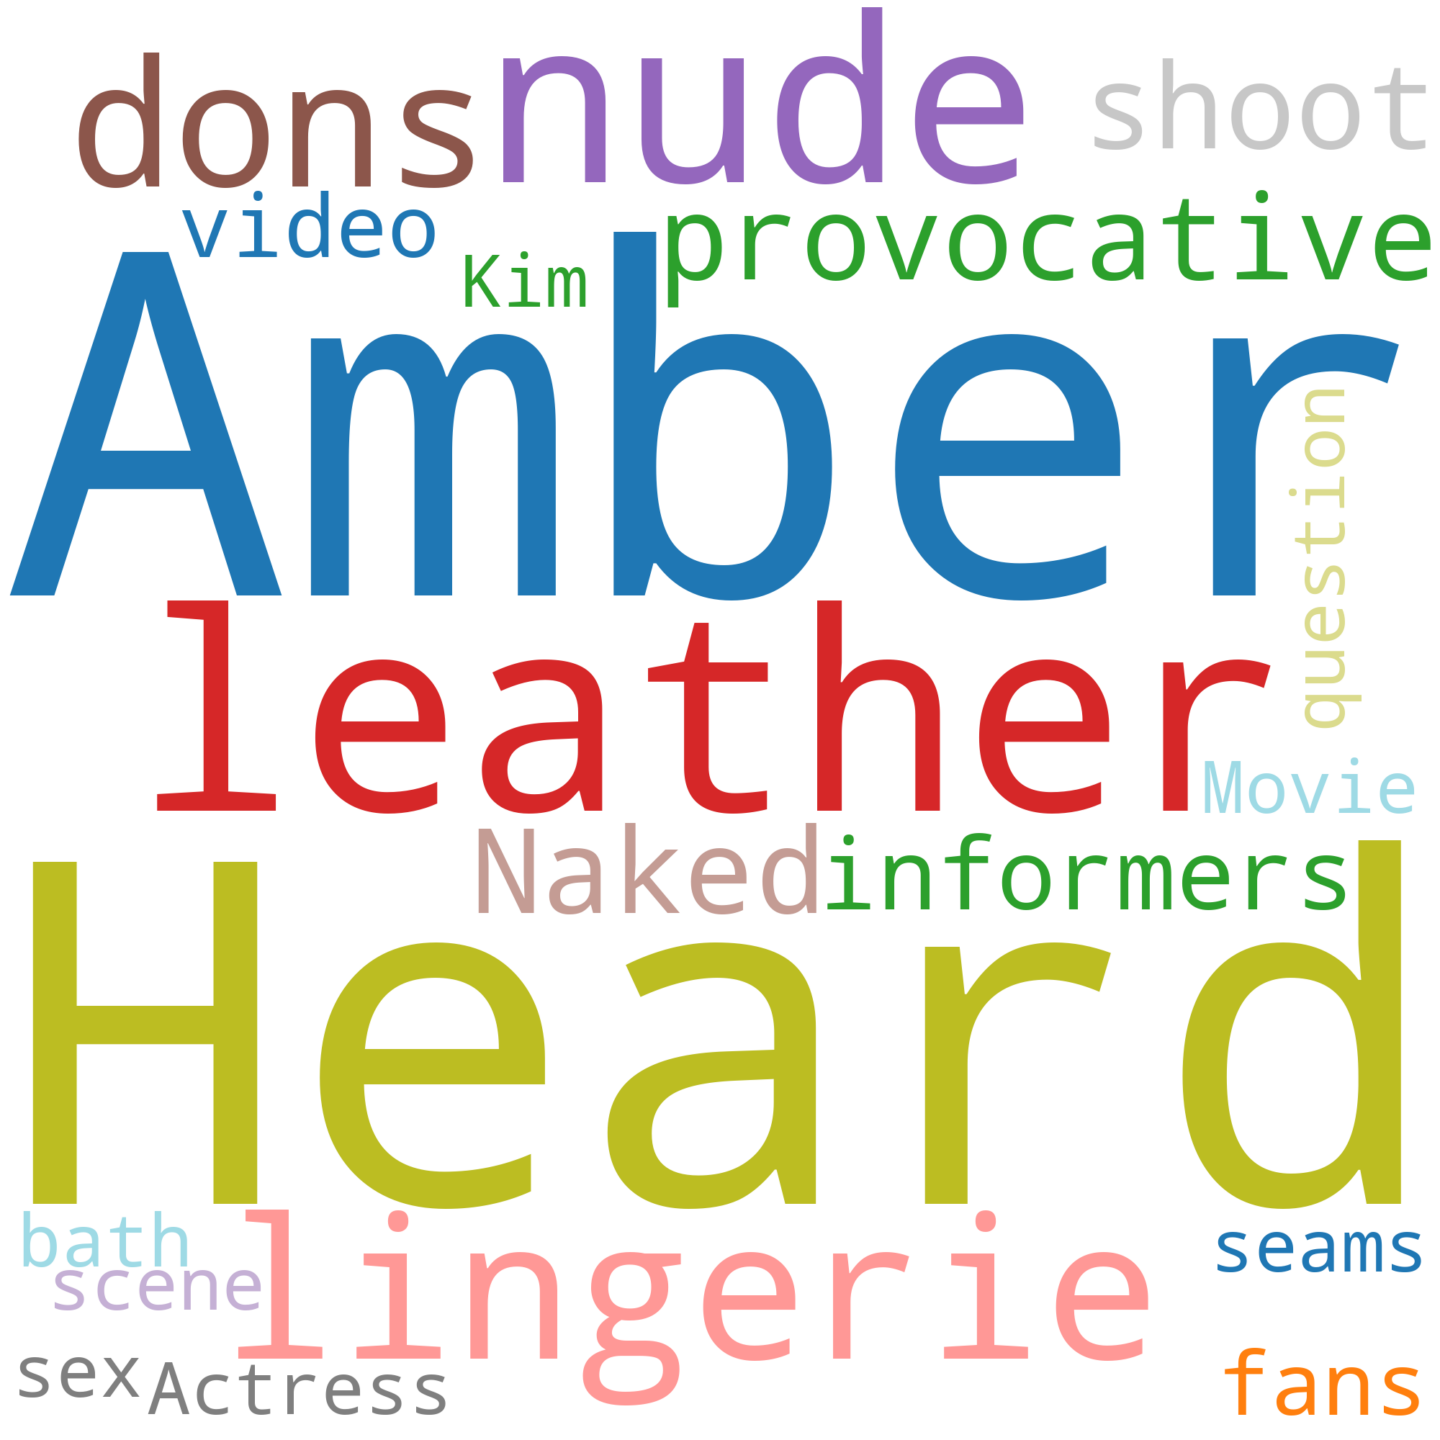 dons nude shoot
video Kim provocative
Amber
question
leather
Movie
Naked informers
Heard
bath lingerie seams
scene
sex Actress fans